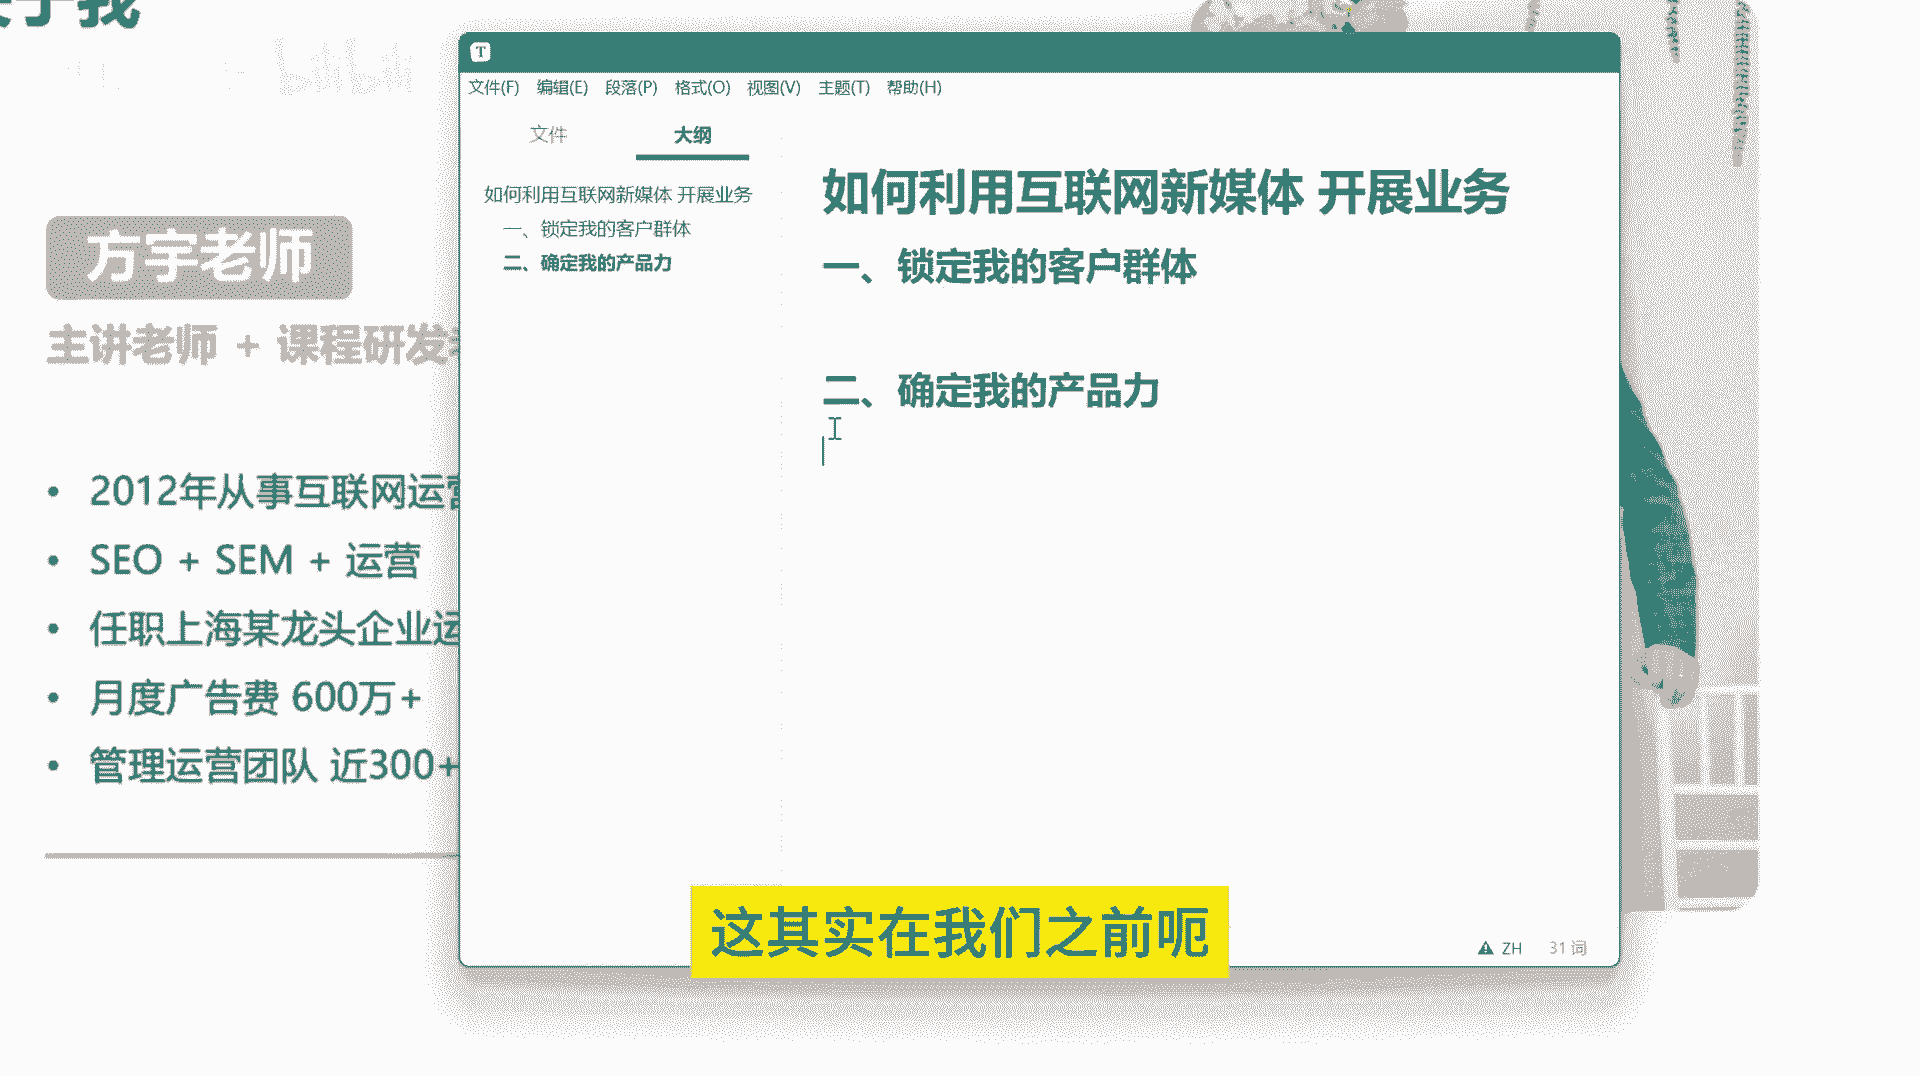 关于我
bilibili
T
文件(F) 编辑(E) 段落(P) 格式(O) 视图(V) 主题(T) 帮助(H)
文件 大纲
如何利用互联网新媒体 开展业务
一、锁定我的客户群体
二、确定我的产品力
如何利用互联网新媒体 开展业务
一、锁定我的客户群体
二、确定我的产品力
方宇老师
主讲老师 + 课程研发
• 2012年从事互联网运营
• SEO + SEM + 运营
• 任职上海某龙头企业运
• 月度广告费 600万+
• 管理运营团队 近300+
这其实在我们之前呃
ZH 31 词